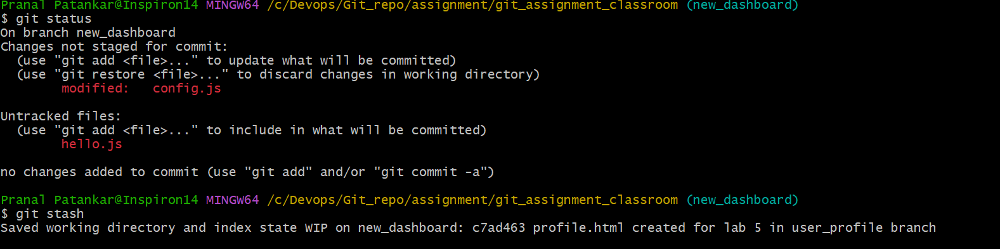 Pranal Patankar@Inspiron14 MINGW64 /c/Devops/Git_repo/assignment/git_assignment_classroom (new_dashboard)
$ git status
On branch new_dashboard
Changes not staged for commit:
  (use "git add <file>..." to update what will be committed)
  (use "git restore <file>..." to discard changes in working directory)
        modified:   config.js

Untracked files:
  (use "git add <file>..." to include in what will be committed)
        hello.js

no changes added to commit (use "git add" and/or "git commit -a")

Pranal Patankar@Inspiron14 MINGW64 /c/Devops/Git_repo/assignment/git_assignment_classroom (new_dashboard)
$ git stash
Saved working directory and index state WIP on new_dashboard: c7ad463 profile.html created for lab 5 in user_profile branch